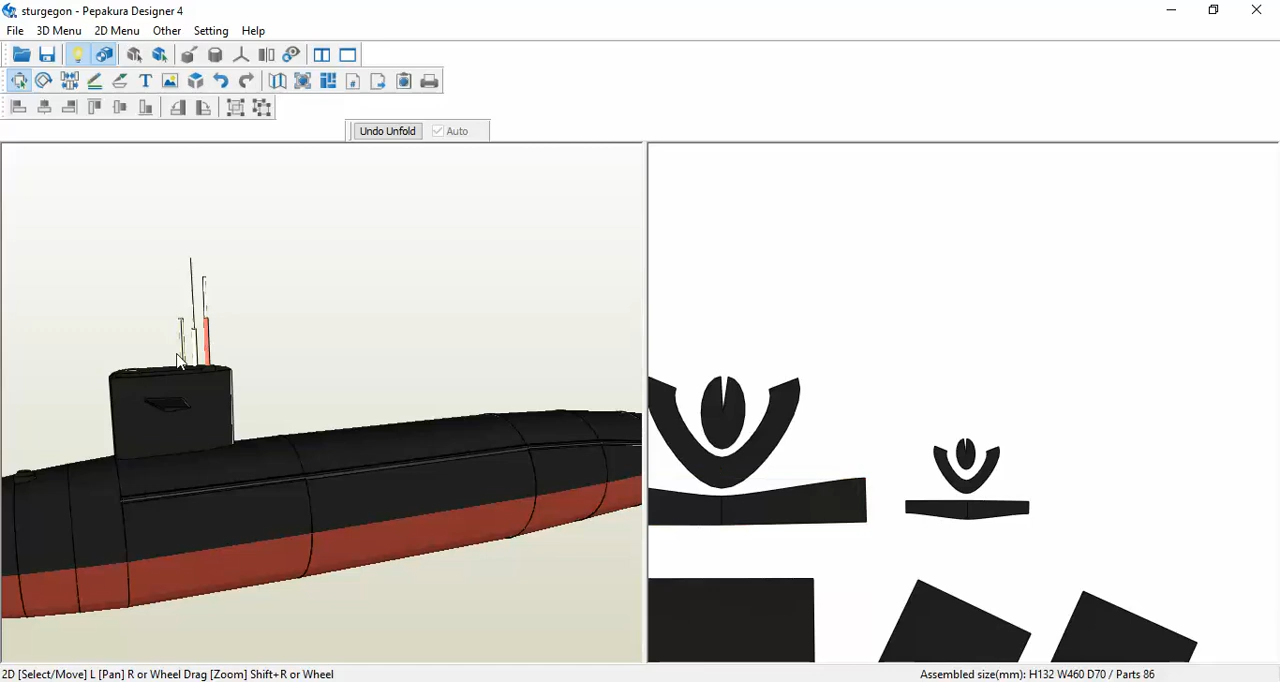 sturgegon - Pepakura Designer 4
File 3D Menu 2D Menu Other Setting Help
T
Undo Unfold Auto
2D [Select/Move] L [Pan] R or Wheel Drag [Zoom] Shift+R or Wheel Assembled size(mm): H132 W460 D70 / Parts 86